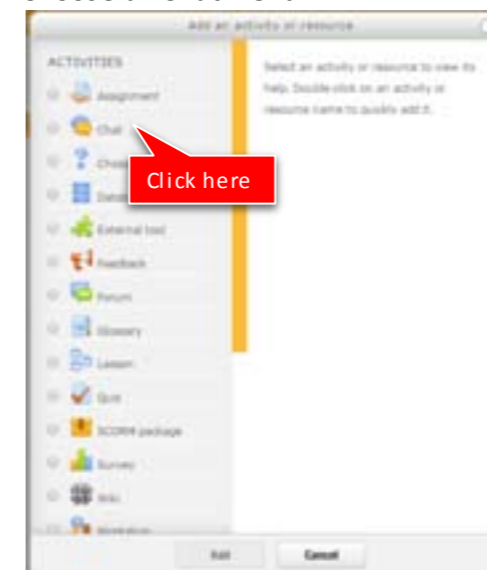 Add an activity or resource
ACTIVITIES
Select an activity or resource to view its
help. Double-click on an activity or
resource name to quickly add it.
Assignment
Chat
Click here
External tool
Feedback
Forum
Glossary
Lesson
Quiz
SCORM package
Survey
Wiki
Add Cancel